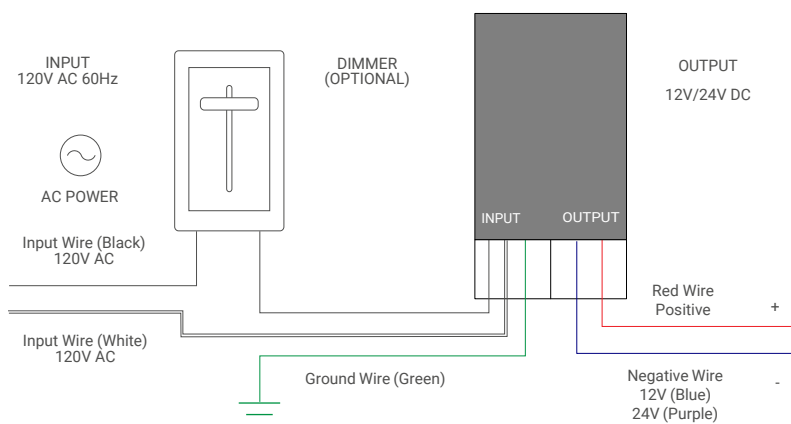 INPUT
120V AC 60Hz
DIMMER
(OPTIONAL)
OUTPUT
12V/24V DC
AC POWER
INPUT
OUTPUT
Input Wire (Black)
120V AC
Red Wire
Positive
+
Input Wire (White)
120V AC
Ground Wire (Green)
Negative Wire
12V (Blue)
24V (Purple)
-